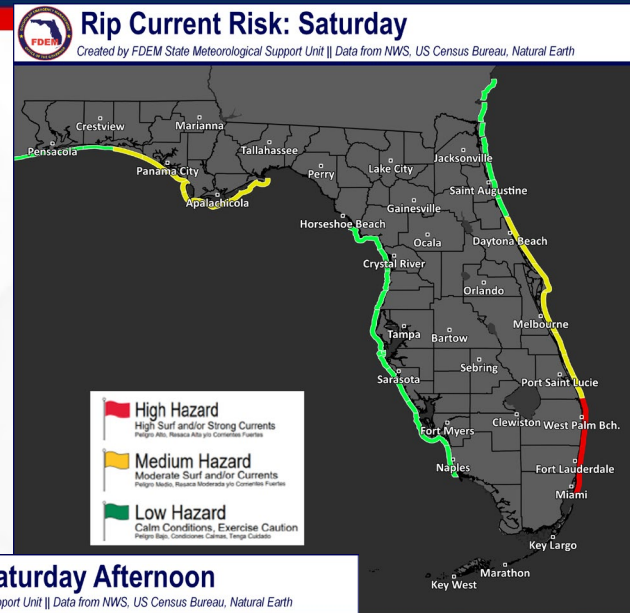 FDEM
Rip Current Risk: Saturday
Created by FDEM State Meteorological Support Unit || Data from NWS, US Census Bureau, Natural Earth
Crestview
Marianna
Pensacola
Tallahassee
Jacksonville
Panama City
Perry
Lake City
Saint Augustine
Apalachicola
Gainesville
Horseshoe Beach
Ocala
Daytona Beach
Crystal River
Orlando
Melbourne
Tampa
Bartow
Sebring
Sarasota
Port Saint Lucie
Clewiston
West Palm Bch.
Fort Myers
Naples
Fort Lauderdale
Miami
Key Largo
Marathon
Key West
High Hazard
High Surf and/or Strong Currents
Peligro Alto, Resaca Alta y/o Corrientes Fuertes
Medium Hazard
Moderate Surf and/or Currents
Peligro Medio, Resaca Moderada y/o Corrientes Fuertes
Low Hazard
Calm Conditions, Exercise Caution
Peligro Bajo, Condiciones Calmas, Tenga Cuidado
aturday Afternoon
pport Unit || Data from NWS, US Census Bureau, Natural Earth